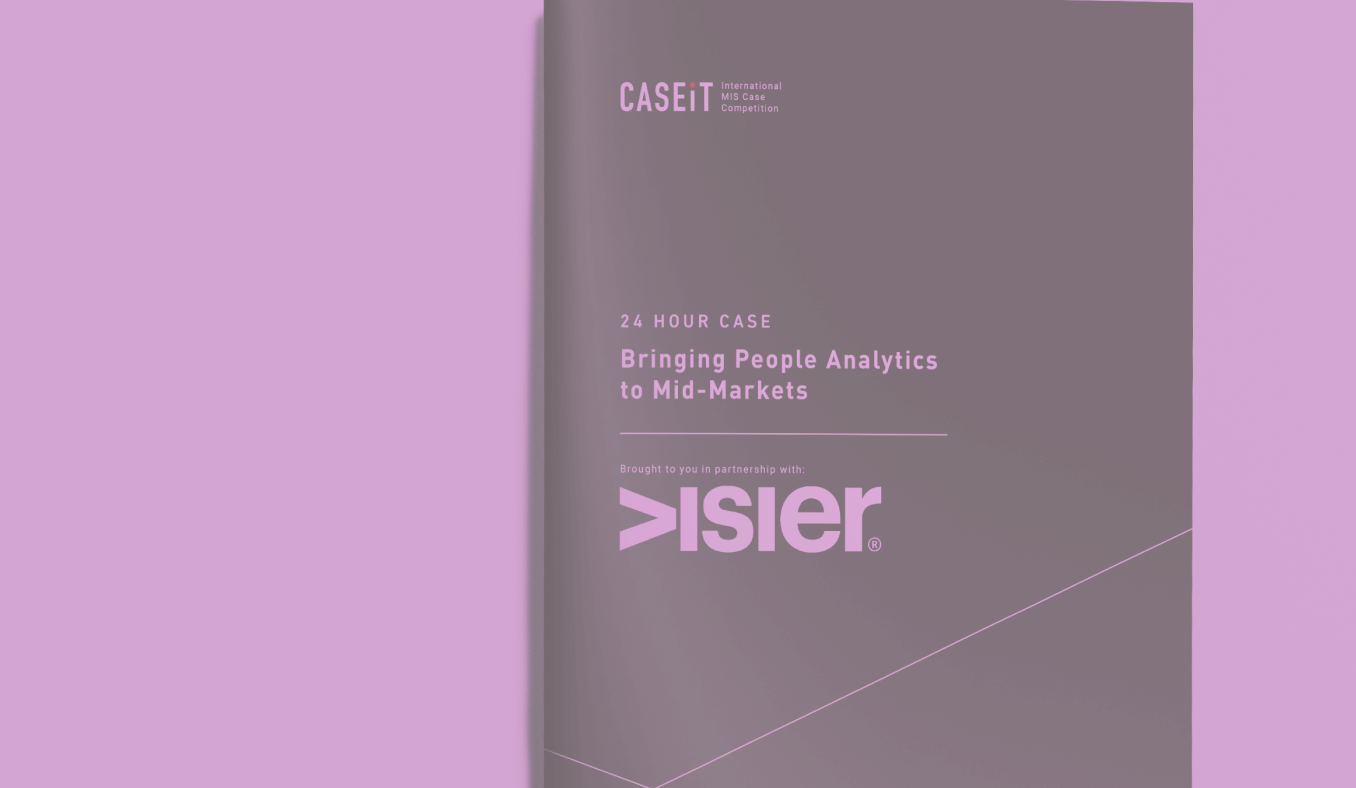 CASEiT
International
MIS Case
Competition
24 HOUR CASE
Bringing People Analytics
to Mid-Markets
Brought to you in partnership with:
>ISIer®